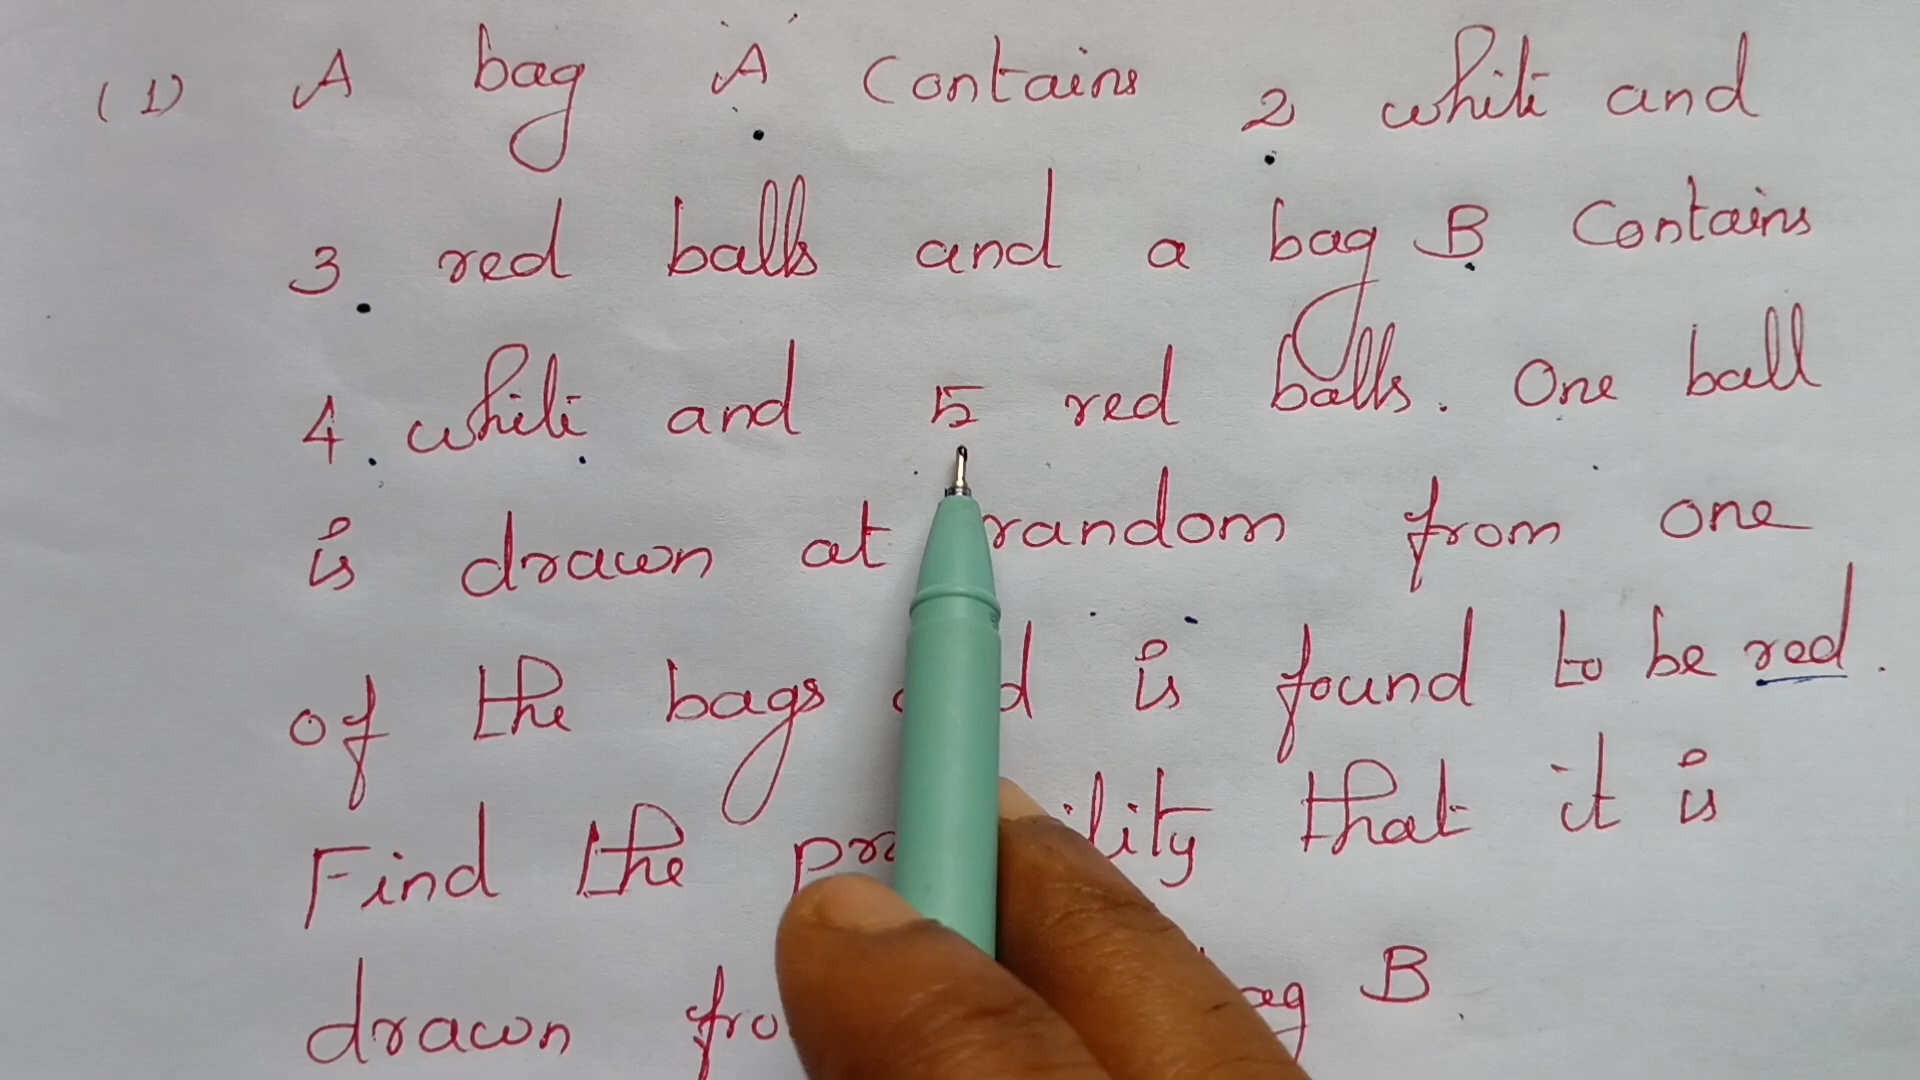 (1) A bag A contains 2 white and
3 red balls and a bag B contains
4 white and 5 red balls. One ball
is drawn at random from one
of the bags is found to be red.
Find the that it is
drawn B